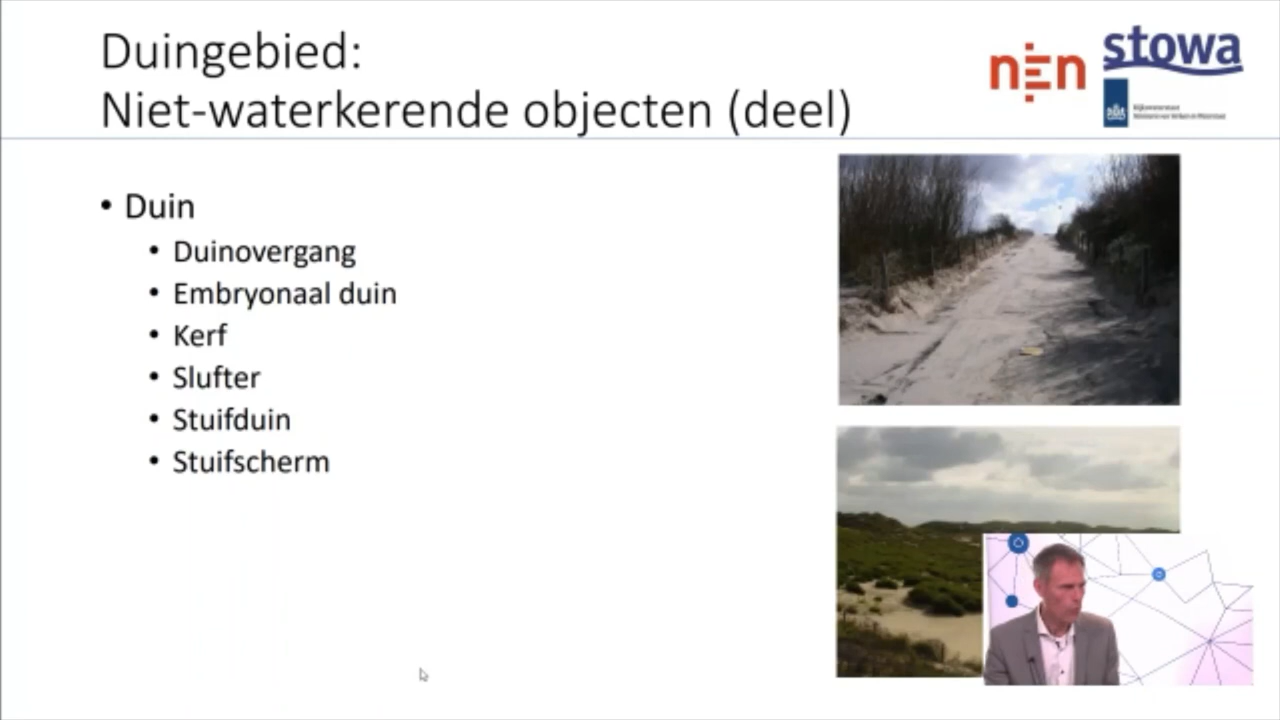 Duingebied:
Niet-waterkerende objecten (deel)
nEn
stowa
• Duin
• Duinovergang
• Embryonaal duin
• Kerf
• Slufter
• Stuifduin
• Stuifscherm